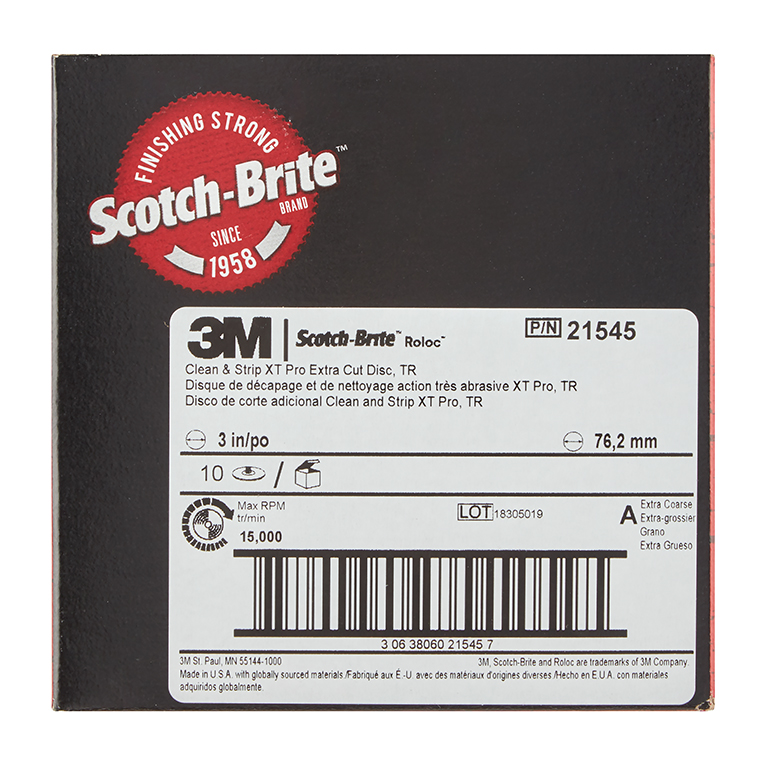 FINISHING STRONG
Scotch-Brite™
BRAND
SINCE
1958
3M Scotch-Brite™ Roloc™ P/N 21545
Clean & Strip XT Pro Extra Cut Disc, TR
Disque de décapage et de nettoyage action très abrasive XT Pro, TR
Disco de corte adicional Clean and Strip XT Pro, TR
3 in/po 76,2 mm
10 /
Max RPM
tr/min
15,000
LOT 18305019
A Extra Coarse
Extra-grossier
Grano
Extra Grueso
3 06 38060 21545 7
3M St. Paul, MN 55144-1000 3M, Scotch-Brite and Roloc are trademarks of 3M Company.
Made in U.S.A. with globally sourced materials /Fabriqué aux É.-U. avec des matériaux d'origines diverses /Hecho en E.U.A. con materiales
adquiridos globalmente.